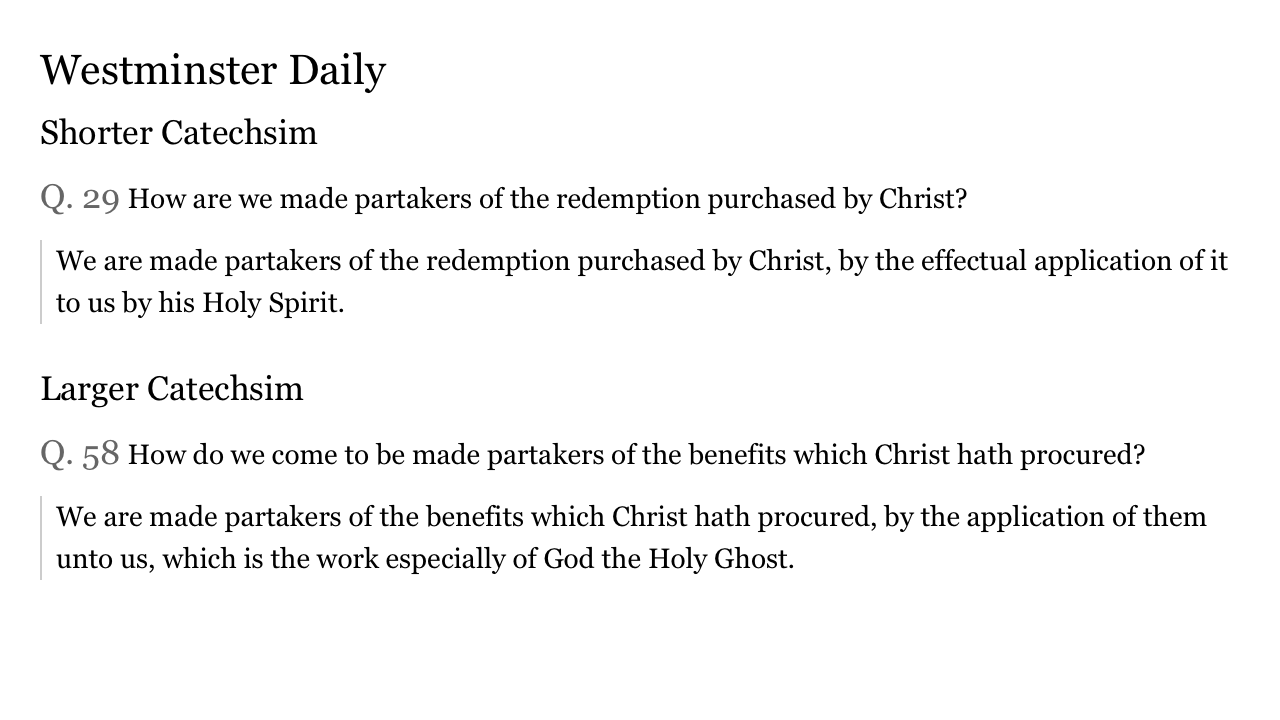 Westminster Daily
Shorter Catechsim
Q. 29 How are we made partakers of the redemption purchased by Christ?
We are made partakers of the redemption purchased by Christ, by the effectual application of it
to us by his Holy Spirit.
Larger Catechsim
Q. 58 How do we come to be made partakers of the benefits which Christ hath procured?
We are made partakers of the benefits which Christ hath procured, by the application of them
unto us, which is the work especially of God the Holy Ghost.